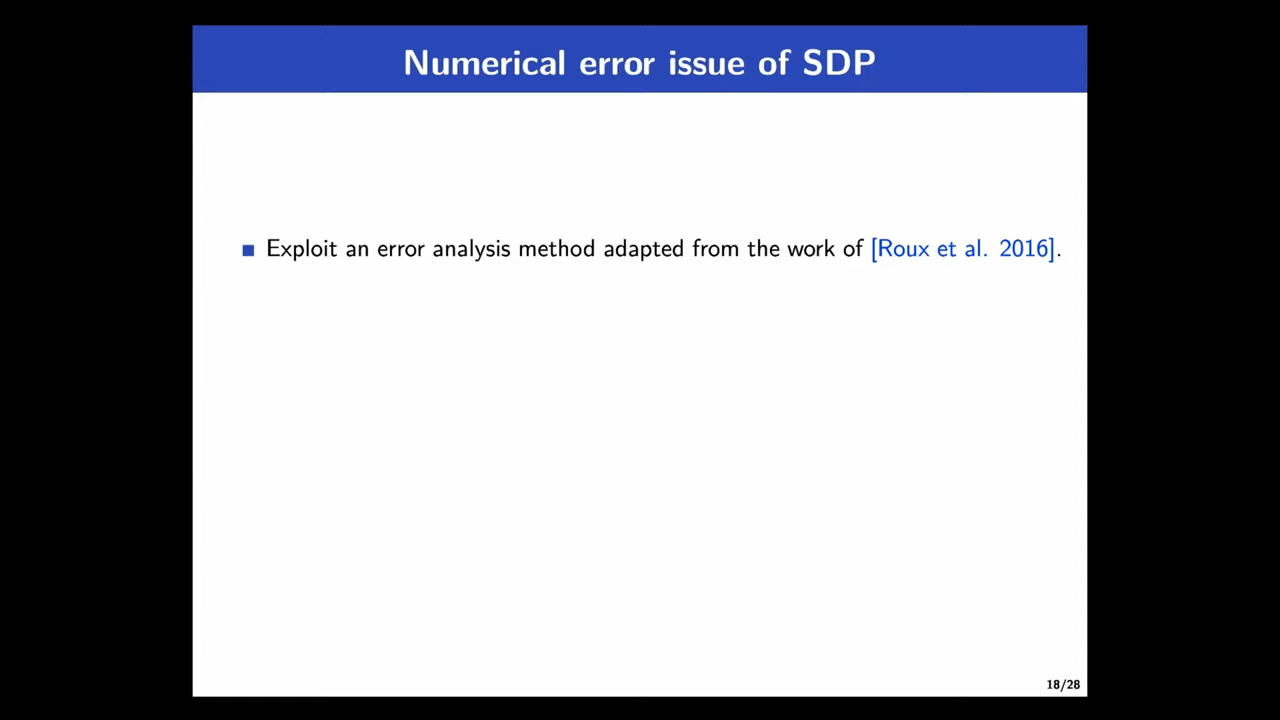 Numerical error issue of SDP
Exploit an error analysis method adapted from the work of [Roux et al. 2016].
18/28